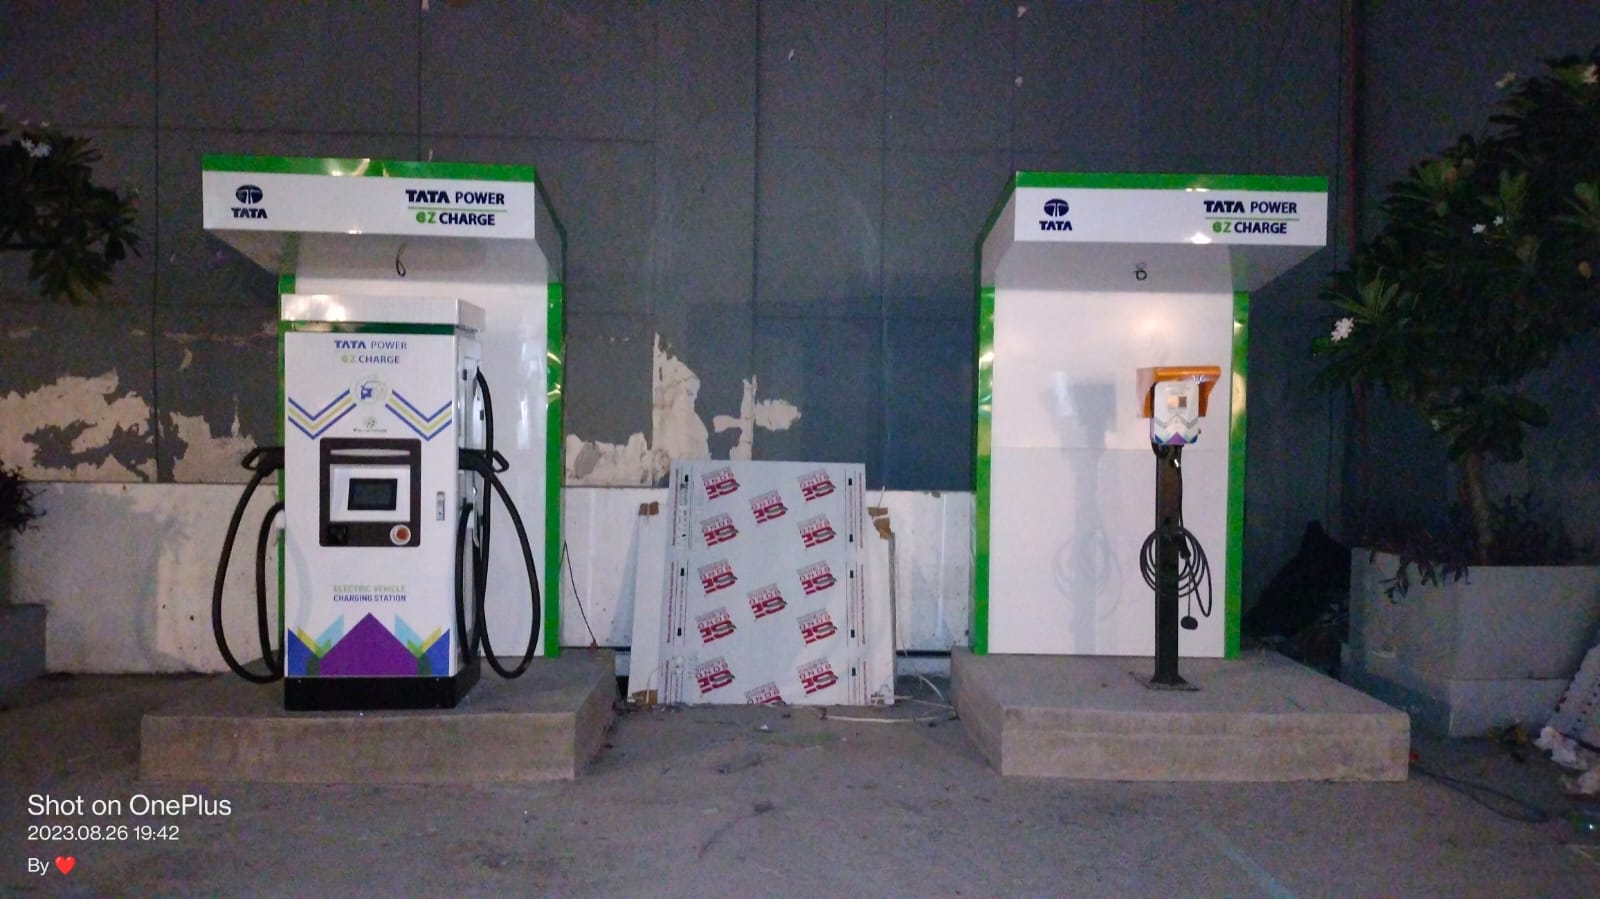 TATA
TATA POWER
EZ CHARGE
TATA
TATA POWER
EZ CHARGE
TATA POWER
EZ CHARGE
ELECTRIC VEHICLE
CHARGING STATION
Shot on OnePlus
2023.08.26 19:42
By ❤️